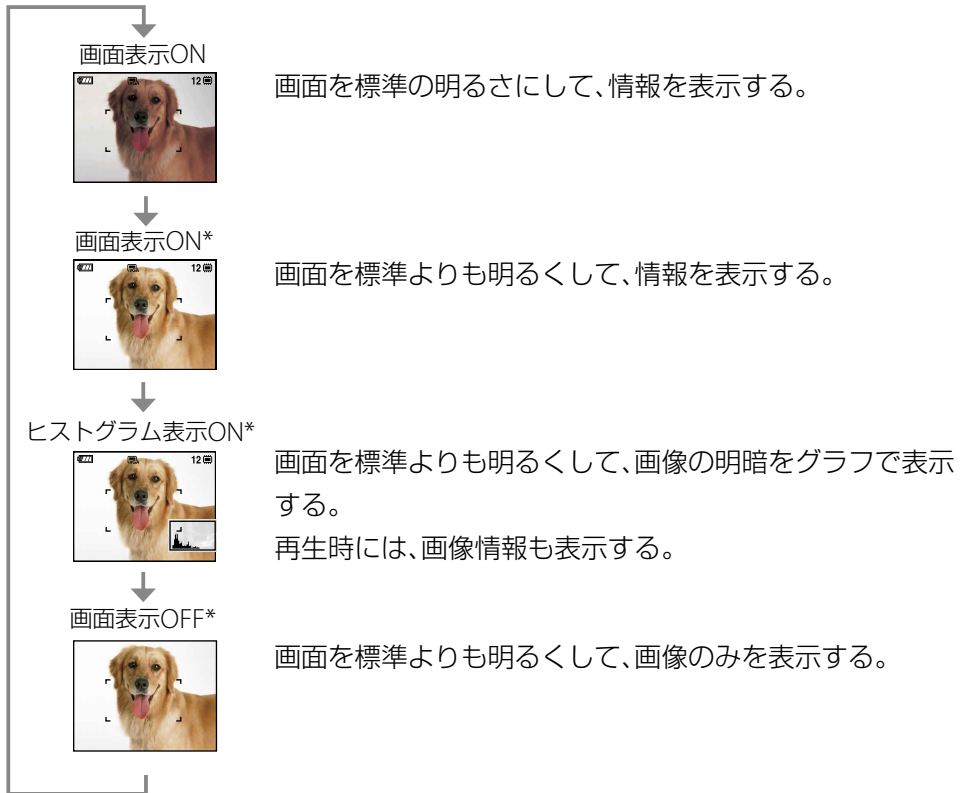 画面表示ON
12
画面を標準の明るさにして、情報を表示する。
画面表示ON*
12
画面を標準よりも明るくして、情報を表示する。
ヒストグラム表示ON*
12
画面を標準よりも明るくして、画像の明暗をグラフで表示
する。
再生時には、画像情報も表示する。
画面表示OFF*
画面を標準よりも明るくして、画像のみを表示する。